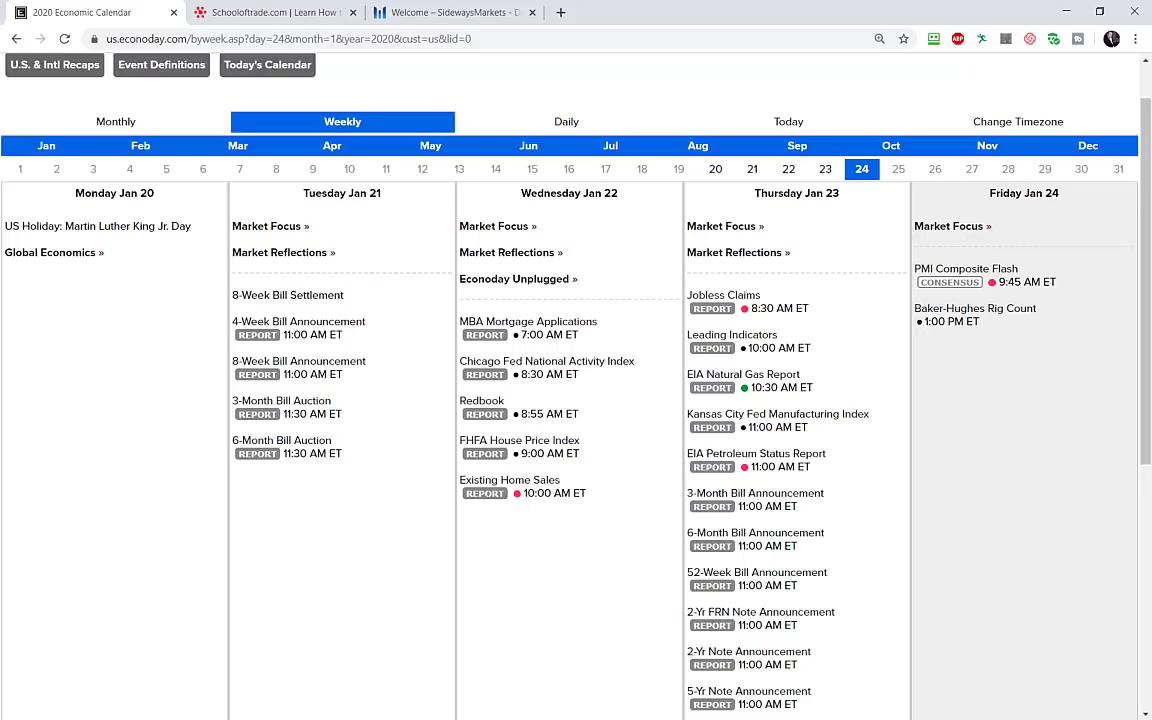 2020 Economic Calendar
Schooloftrade.com | Learn How
Welcome – SidewaysMarkets - D
us.econoday.com/byweek.asp?day=24&month=1&year=2020&cust=us&lid=0
U.S. & Intl Recaps Event Definitions Today's Calendar
Monthly Weekly Daily Today Change Timezone
Jan Feb Mar Apr May Jun Jul Aug Sep Oct Nov Dec
1 2 3 4 5 6 7 8 9 10 11 12 13 14 15 16 17 18 19 20 21 22 23 24 25 26 27 28 29 30 31
Monday Jan 20
US Holiday: Martin Luther King Jr. Day
Global Economics »
Tuesday Jan 21
Market Focus »
Market Reflections »
8-Week Bill Settlement
4-Week Bill Announcement
REPORT 11:00 AM ET
8-Week Bill Announcement
REPORT 11:00 AM ET
3-Month Bill Auction
REPORT 11:30 AM ET
6-Month Bill Auction
REPORT 11:30 AM ET
Wednesday Jan 22
Market Focus »
Market Reflections »
Econoday Unplugged »
MBA Mortgage Applications
REPORT 7:00 AM ET
Chicago Fed National Activity Index
REPORT 8:30 AM ET
Redbook
REPORT 8:55 AM ET
FHFA House Price Index
REPORT 9:00 AM ET
Existing Home Sales
REPORT 10:00 AM ET
Thursday Jan 23
Market Focus »
Market Reflections »
Jobless Claims
REPORT 8:30 AM ET
Leading Indicators
REPORT 10:00 AM ET
EIA Natural Gas Report
REPORT 10:30 AM ET
Kansas City Fed Manufacturing Index
REPORT 11:00 AM ET
EIA Petroleum Status Report
REPORT 11:00 AM ET
3-Month Bill Announcement
REPORT 11:00 AM ET
6-Month Bill Announcement
REPORT 11:00 AM ET
52-Week Bill Announcement
REPORT 11:00 AM ET
2-Yr FRN Note Announcement
REPORT 11:00 AM ET
2-Yr Note Announcement
REPORT 11:00 AM ET
5-Yr Note Announcement
REPORT 11:00 AM ET
Friday Jan 24
Market Focus »
PMI Composite Flash
CONSENSUS 9:45 AM ET
Baker-Hughes Rig Count
1:00 PM ET